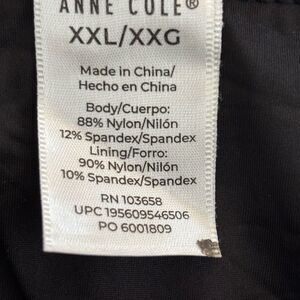 ANNE COLE®
XXL/XXG
Made in China/
Hecho en China
Body/Cuerpo:
88% Nylon/Nilón
12% Spandex/Spandex
Lining/Forro:
90% Nylon/Nilón
10% Spandex/Spandex
RN 103658
UPC 195609546506
PO 6001809